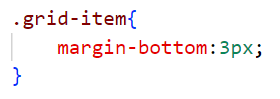 .grid-item{
    margin-bottom:3px;
}